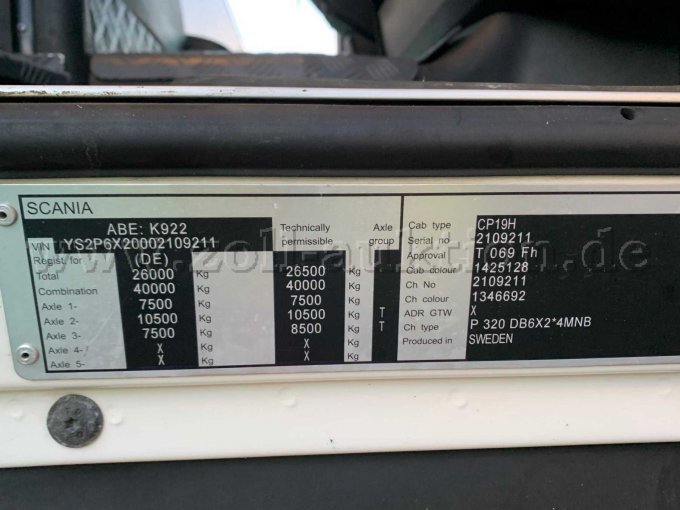 SCANIA
ABE: K922
VIN YS2P6X20002109211
Regist. for (DE) Technically permissible Axle group
Total 26000 Kg 26500 Kg
Combination 40000 Kg 40000 Kg
Axle 1- 7500 Kg 7500 Kg
Axle 2- 10500 Kg 10500 Kg T
Axle 3- 7500 Kg 8500 Kg T
Axle 4- X Kg X Kg
Axle 5- X Kg X Kg
Cab type CP19H
Serial no 2109211
Approval T 069 Fh
Cab colour 1425128
Ch No 2109211
Ch colour 1346692
ADR GTW X
Ch type P 320 DB6X2*4MNB
Produced in SWEDEN
www.zoll-auktion.de